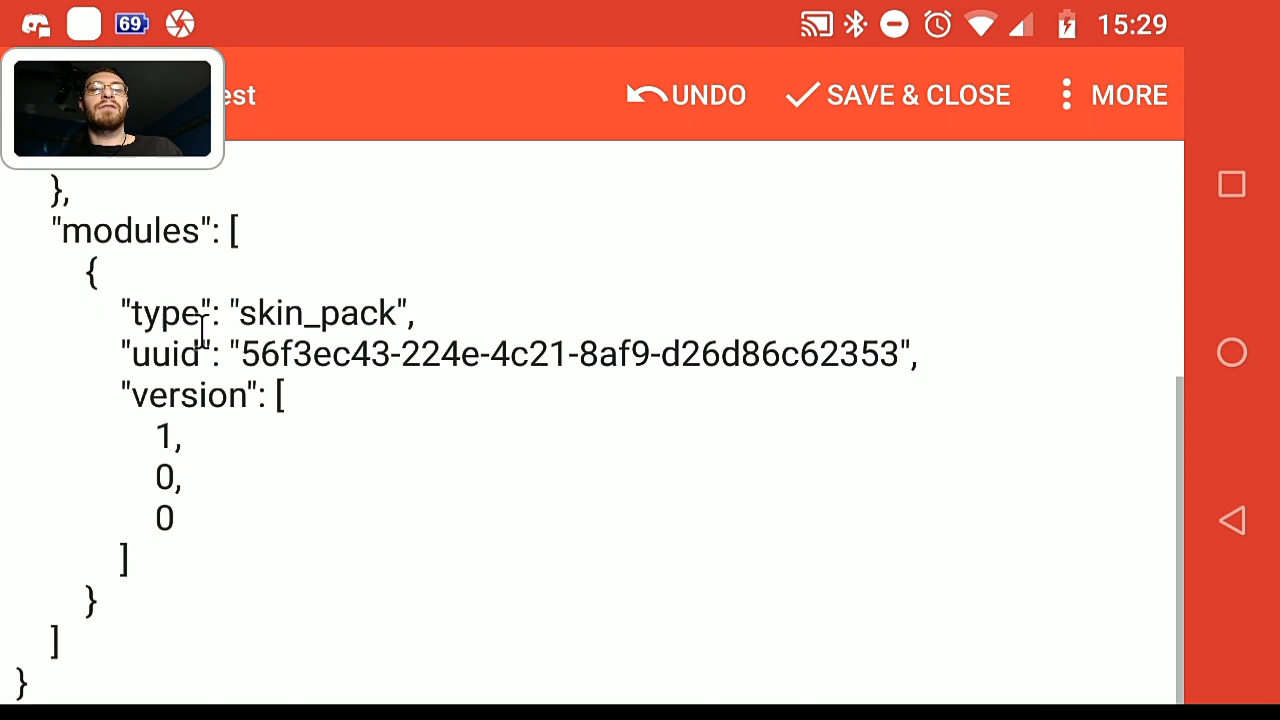 69 15:29
est UNDO SAVE & CLOSE MORE
},
"modules": [
{
"type": "skin_pack",
"uuid": "56f3ec43-224e-4c21-8af9-d26d86c62353",
"version": [
1,
0,
0
]
}
]
}